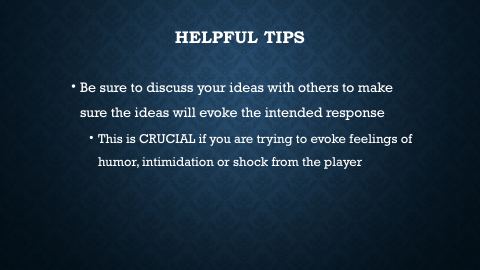 HELPFUL TIPS
• Be sure to discuss your ideas with others to make
sure the ideas will evoke the intended response
• This is CRUCIAL if you are trying to evoke feelings of
humor, intimidation or shock from the player